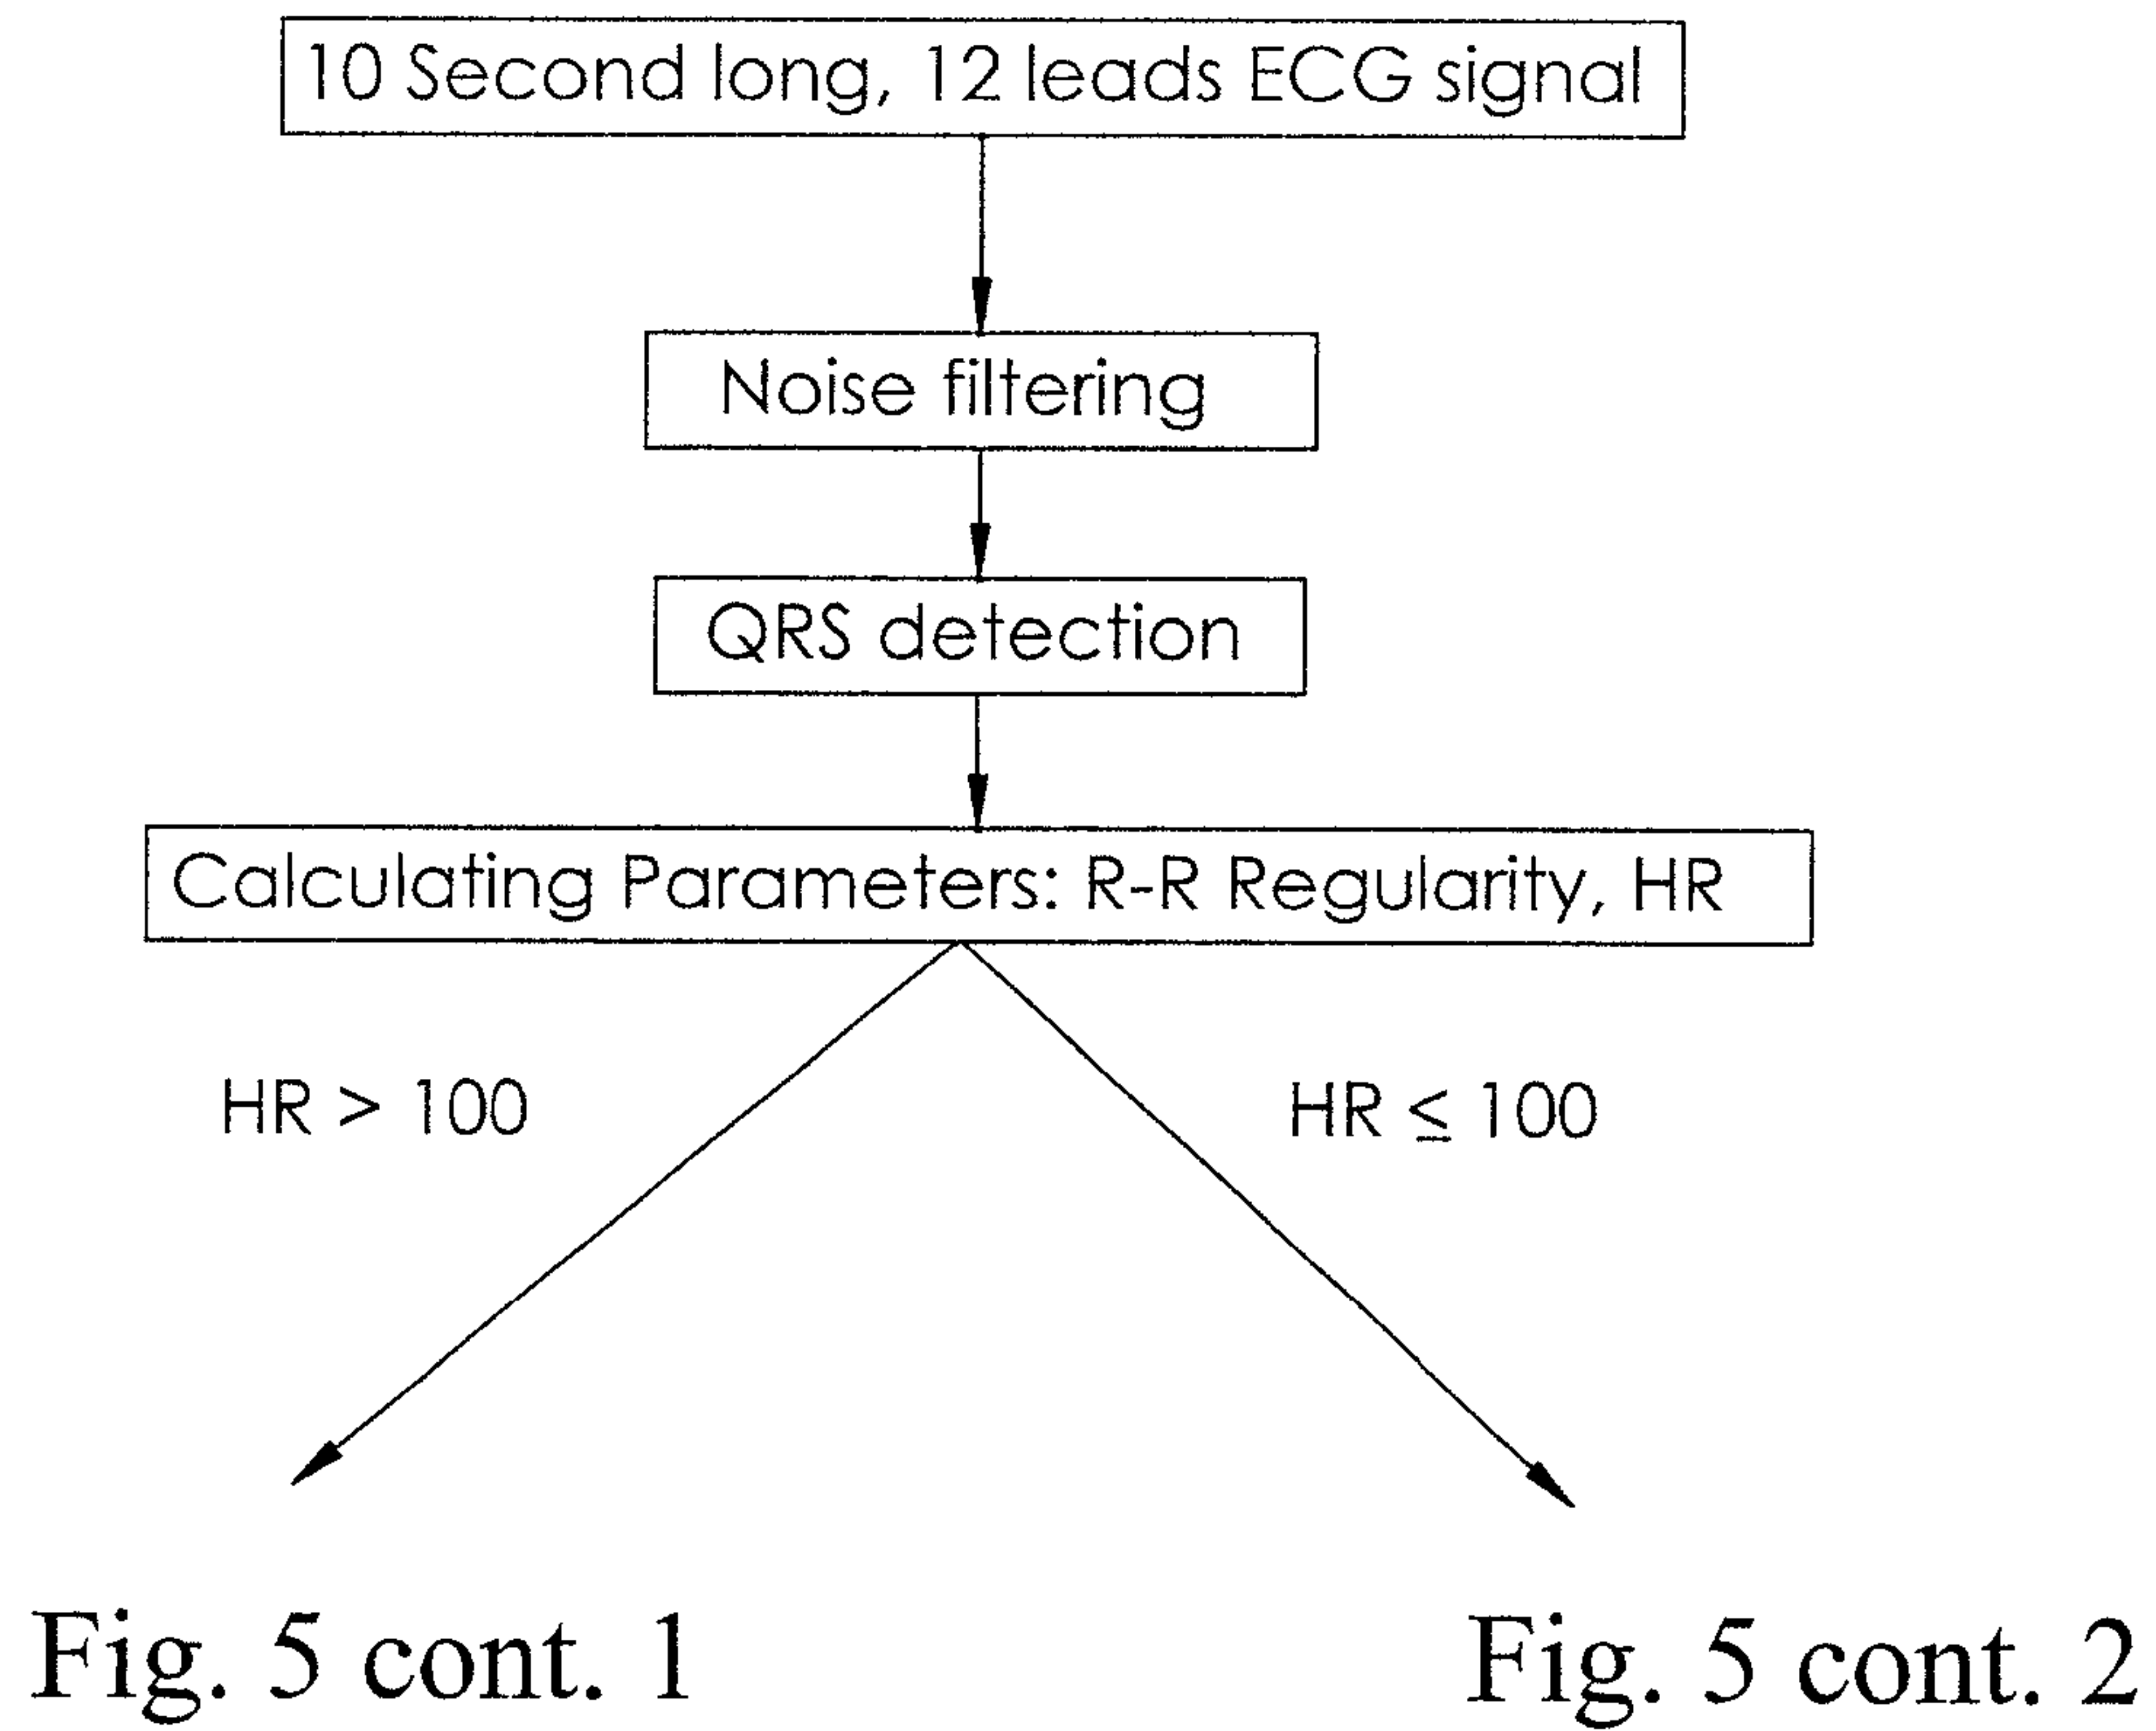 10 Second long, 12 leads ECG signal
Noise filtering
QRS detection
Calculating Parameters: R-R Regularity, HR
HR > 100
HR ≤ 100
Fig. 5 cont. 1
Fig. 5 cont. 2